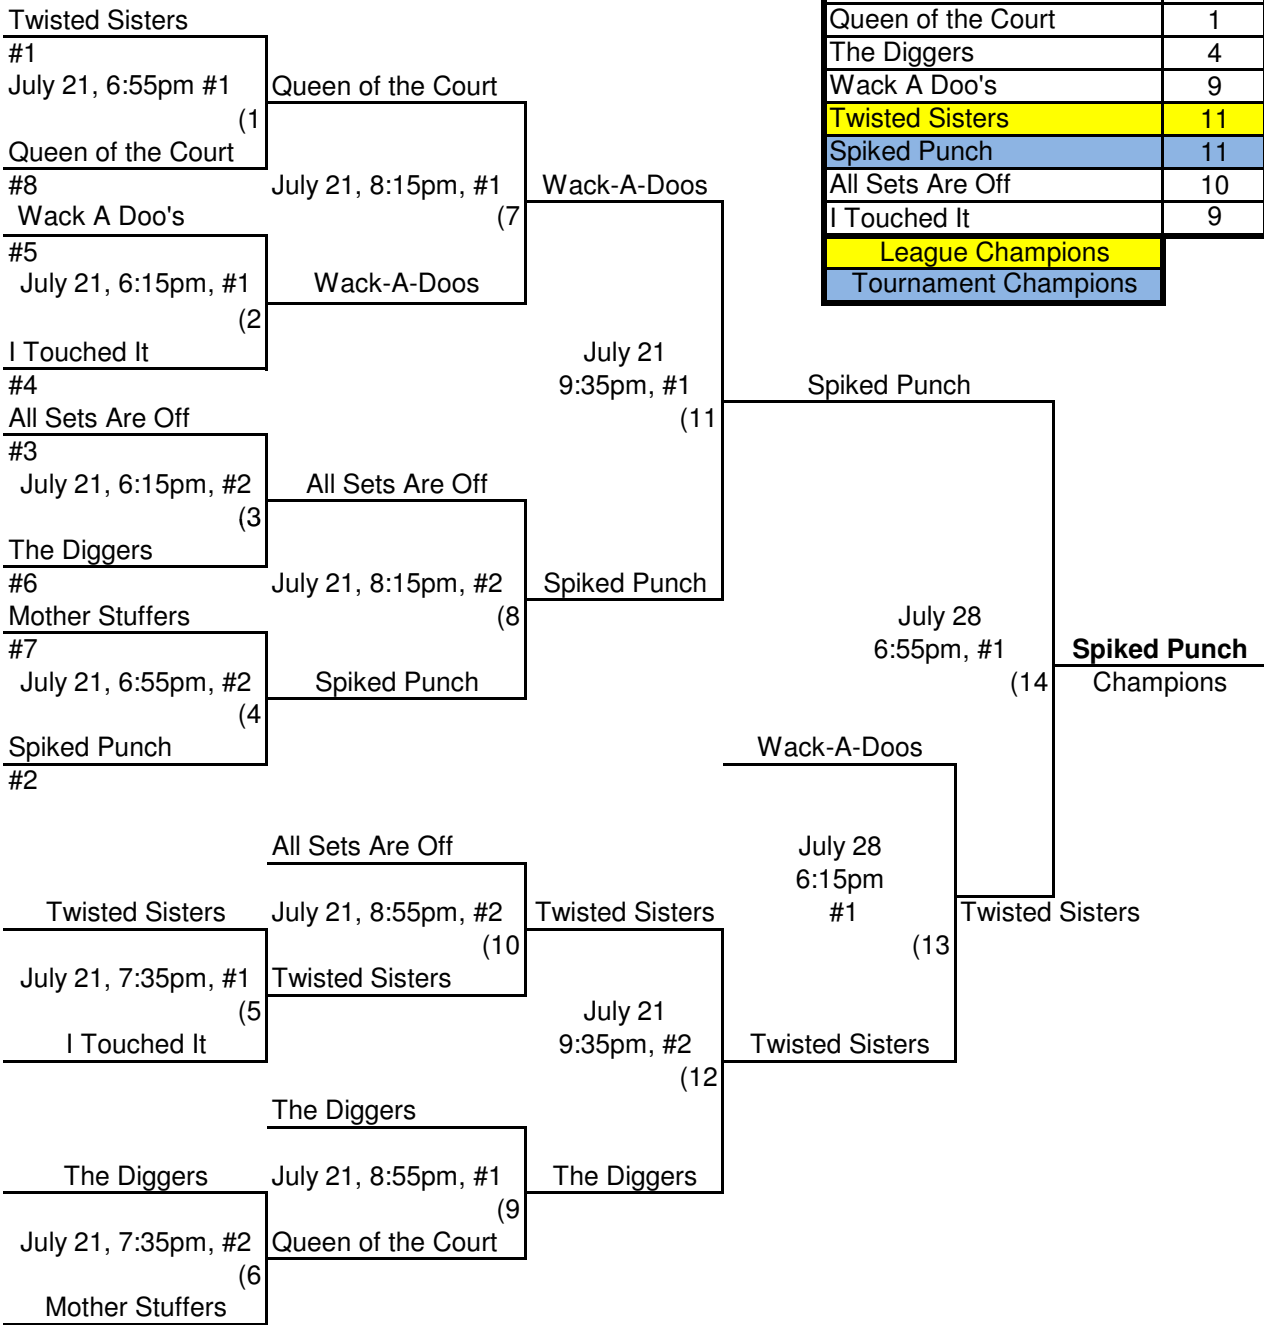 Twisted Sisters
Queen of the Court 1
#1
The Diggers 4
July 21, 6:55pm #1
Queen of the Court
Wack A Doo's 9
(1
Twisted Sisters 11
Queen of the Court
Spiked Punch 11
#8
July 21, 8:15pm, #1
Wack-A-Doos
All Sets Are Off 10
Wack A Doo's
(7
I Touched It 9
#5
League Champions
July 21, 6:15pm, #1
Wack-A-Doos
Tournament Champions
(2
I Touched It
July 21
#4
9:35pm, #1
Spiked Punch
All Sets Are Off
(11
#3
July 21, 6:15pm, #2
All Sets Are Off
(3
The Diggers
#6
July 21, 8:15pm, #2
Spiked Punch
Mother Stuffers
(8
July 28
#7
6:55pm, #1
Spiked Punch
July 21, 6:55pm, #2
Spiked Punch
(14
Champions
(4
Spiked Punch
Wack-A-Doos
#2
All Sets Are Off
July 28
6:15pm
Twisted Sisters
July 21, 8:55pm, #2
Twisted Sisters
#1
Twisted Sisters
(10
(13
July 21, 7:35pm, #1
Twisted Sisters
(5
July 21
I Touched It
9:35pm, #2
Twisted Sisters
(12
The Diggers
The Diggers
July 21, 8:55pm, #1
The Diggers
(9
July 21, 7:35pm, #2
Queen of the Court
(6
Mother Stuffers